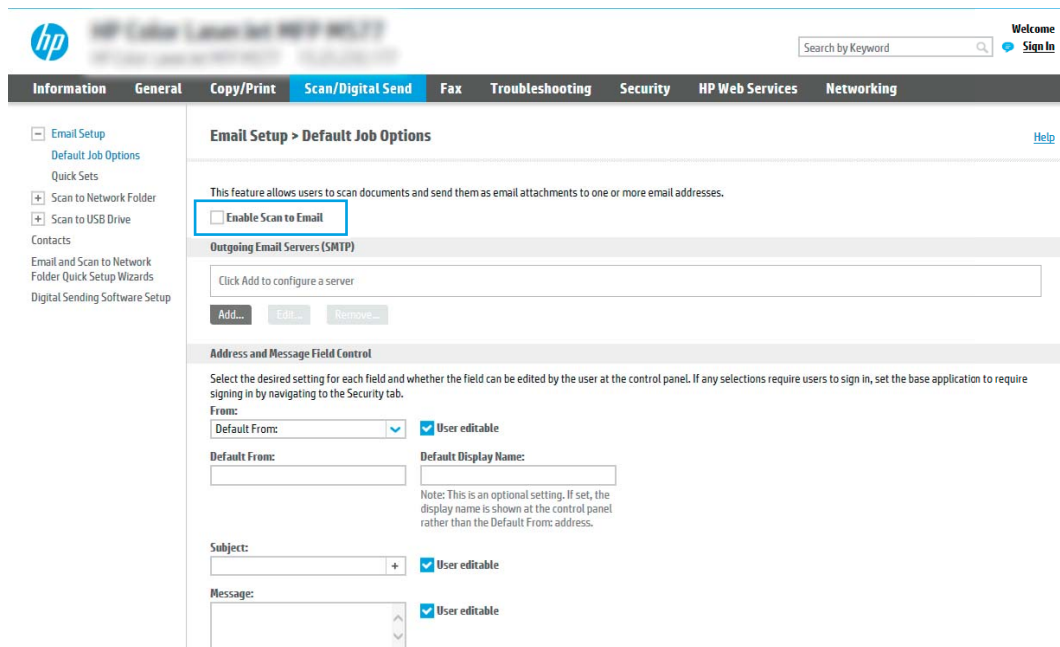 hp
Welcome
Search by Keyword
Sign In
Information General Copy/Print Scan/Digital Send Fax Troubleshooting Security HP Web Services Networking
Email Setup
Default Job Options
Quick Sets
Scan to Network Folder
Scan to USB Drive
Contacts
Email and Scan to Network
Folder Quick Setup Wizards
Digital Sending Software Setup
Email Setup > Default Job Options
Help
This feature allows users to scan documents and send them as email attachments to one or more email addresses.
Enable Scan to Email
Outgoing Email Servers (SMTP)
Click Add to configure a server
Add... Edit... Remove...
Address and Message Field Control
Select the desired setting for each field and whether the field can be edited by the user at the control panel. If any selections require users to sign in, set the base application to require
signing in by navigating to the Security tab.
From:
Default From: User editable
Default From: Default Display Name:
Note: This is an optional setting. If set, the
display name is shown at the control panel
rather than the Default From: address.
Subject:
+ User editable
Message:
User editable